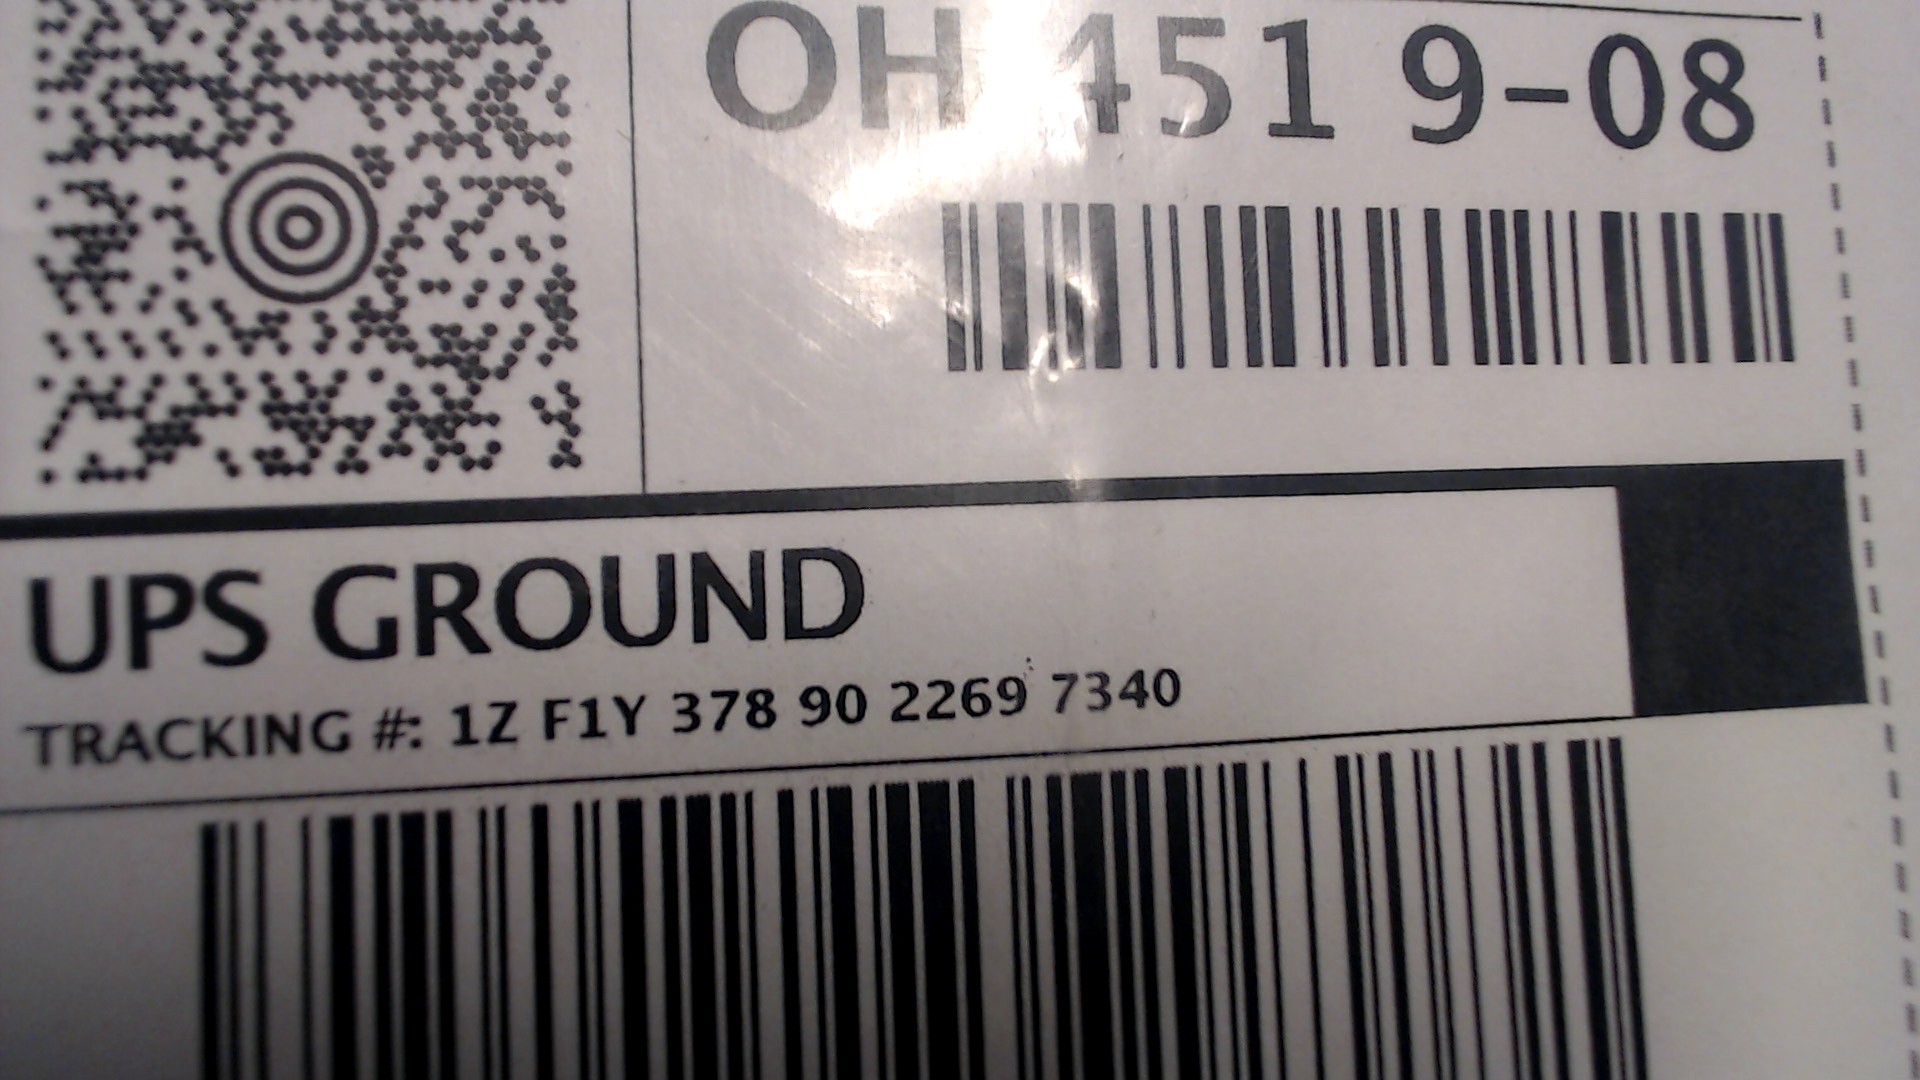 OH 451 9-08
UPS GROUND
TRACKING #: 1Z F1Y 378 90 2269 7340